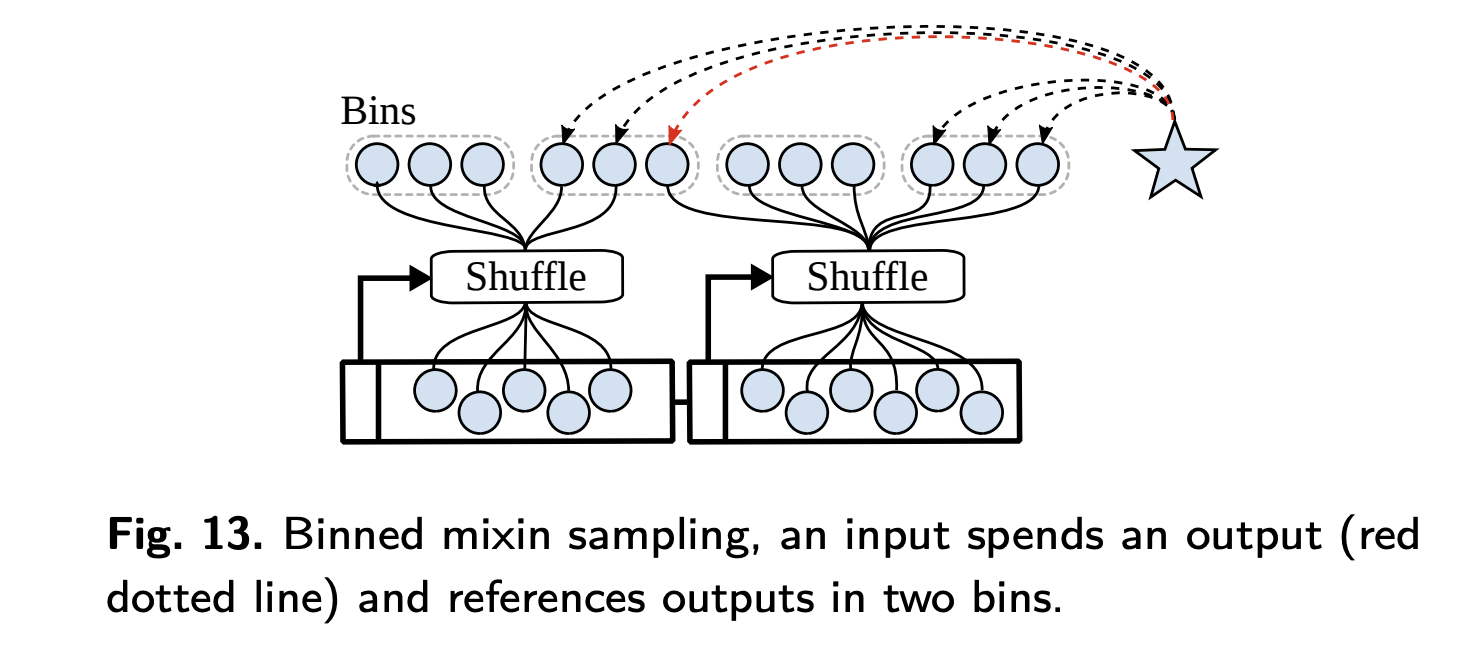 Bins
Shuffle
Shuffle
Fig. 13. Binned mixin sampling, an input spends an output (red
dotted line) and references outputs in two bins.